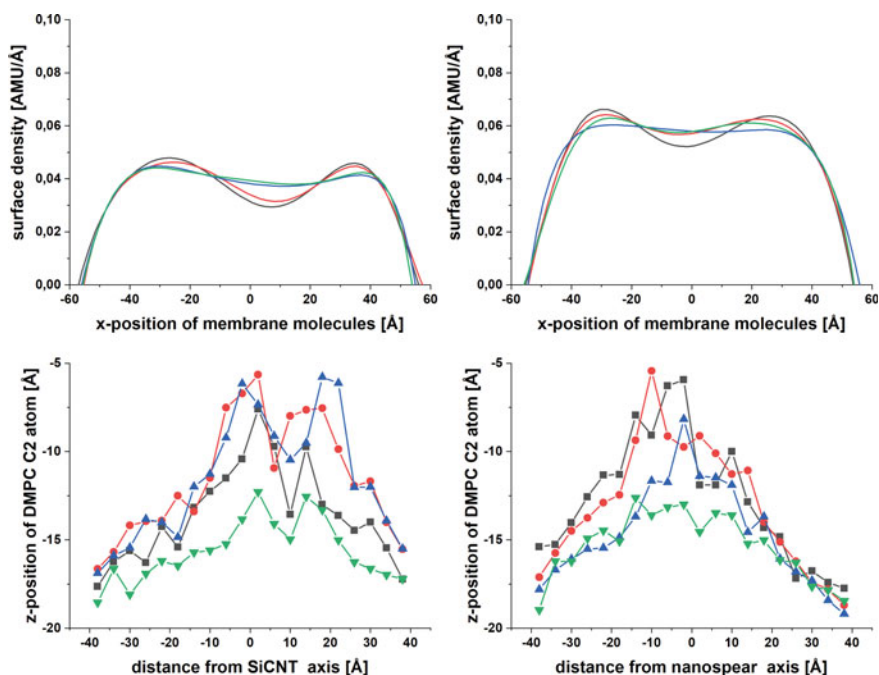 surface density [AMU/Å]
0,10
0,08
0,06
0,04
0,02
0,00
-60 -40 -20 0 20 40 60
x-position of membrane molecules [Å]
surface density [AMU/Å]
0,10
0,08
0,06
0,04
0,02
0,00
-60 -40 -20 0 20 40 60
x-position of membrane molecules [Å]
z-position of DMPC C2 atom [Å]
-5
-10
-15
-20
-40 -30 -20 -10 0 10 20 30 40
distance from SiCNT axis [Å]
z-position of DMPC C2 atom [Å]
-5
-10
-15
-20
-40 -30 -20 -10 0 10 20 30 40
distance from nanospear axis [Å]